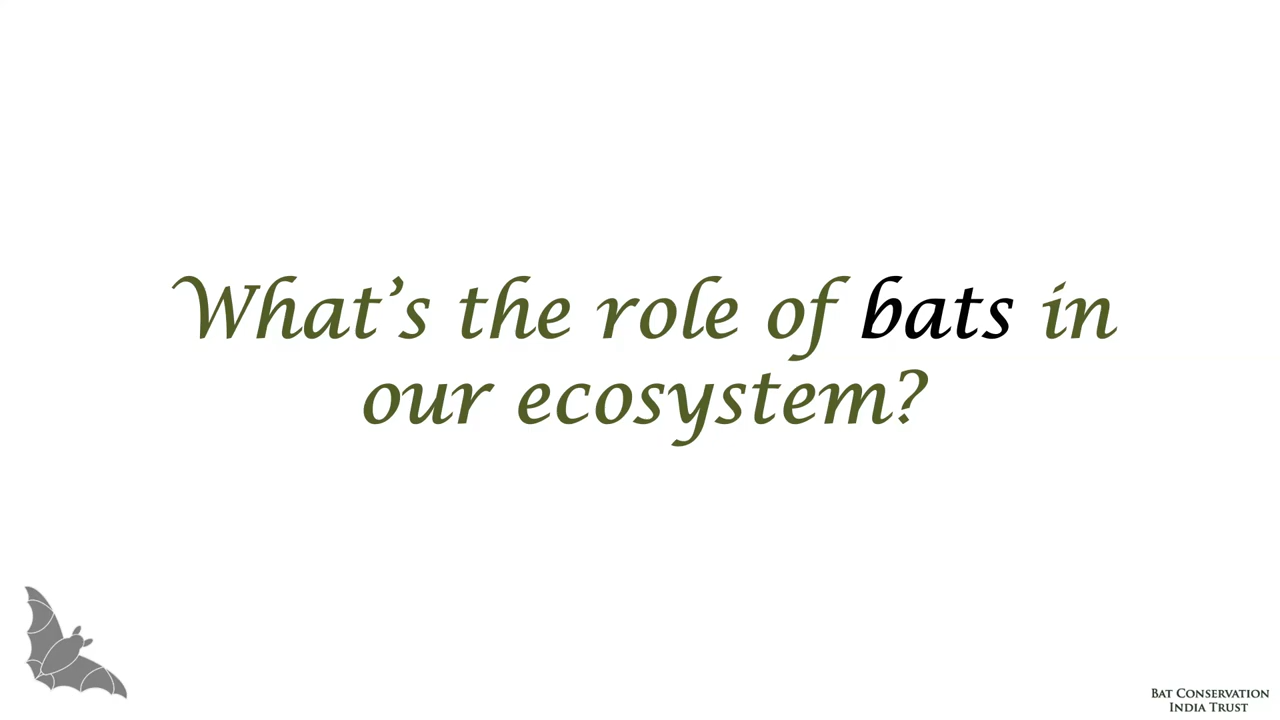 What's the role of bats in
our ecosystem?
BAT CONSERVATION
INDIA TRUST